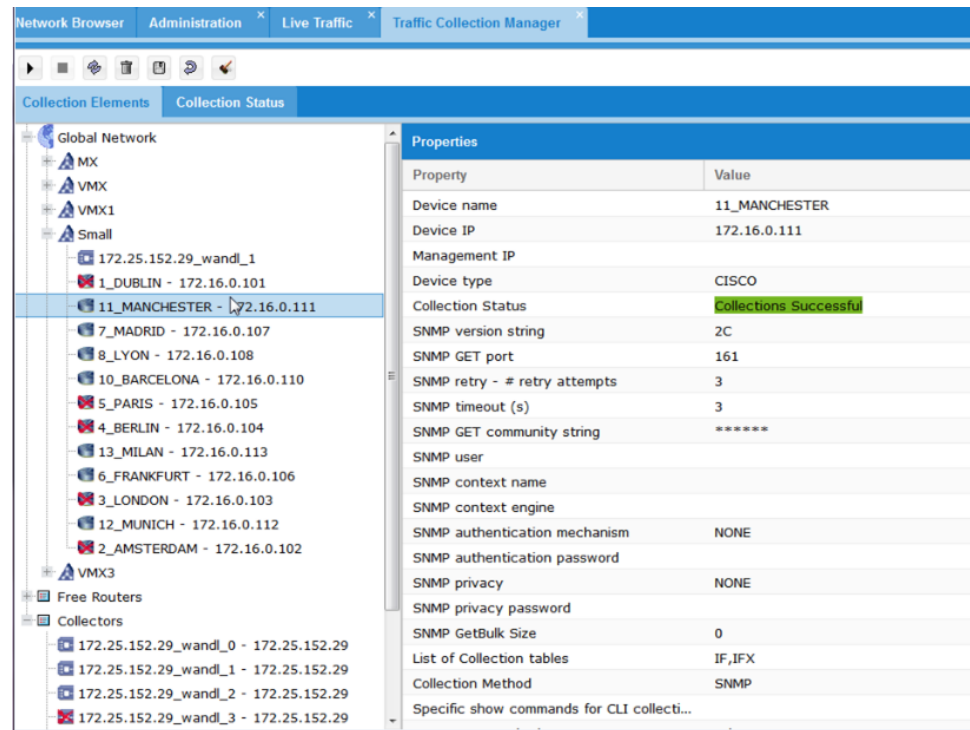 Network Browser Administration × Live Traffic × Traffic Collection Manager ×
Collection Elements Collection Status
Global Network
MX
VMX
VMX1
Small
172.25.152.29_wandl_1
1_DUBLIN - 172.16.0.101
11_MANCHESTER - 172.16.0.111
7_MADRID - 172.16.0.107
8_LYON - 172.16.0.108
10_BARCELONA - 172.16.0.110
5_PARIS - 172.16.0.105
4_BERLIN - 172.16.0.104
13_MILAN - 172.16.0.113
6_FRANKFURT - 172.16.0.106
3_LONDON - 172.16.0.103
12_MUNICH - 172.16.0.112
2_AMSTERDAM - 172.16.0.102
VMX3
Free Routers
Collectors
172.25.152.29_wandl_0 - 172.25.152.29
172.25.152.29_wandl_1 - 172.25.152.29
172.25.152.29_wandl_2 - 172.25.152.29
172.25.152.29_wandl_3 - 172.25.152.29
Properties
Property Value
Device name 11_MANCHESTER
Device IP 172.16.0.111
Management IP
Device type CISCO
Collection Status Collections Successful
SNMP version string 2C
SNMP GET port 161
SNMP retry - # retry attempts 3
SNMP timeout (s) 3
SNMP GET community string ******
SNMP user
SNMP context name
SNMP context engine
SNMP authentication mechanism NONE
SNMP authentication password
SNMP privacy NONE
SNMP privacy password
SNMP GetBulk Size 0
List of Collection tables IF,IFX
Collection Method SNMP
Specific show commands for CLI collecti...